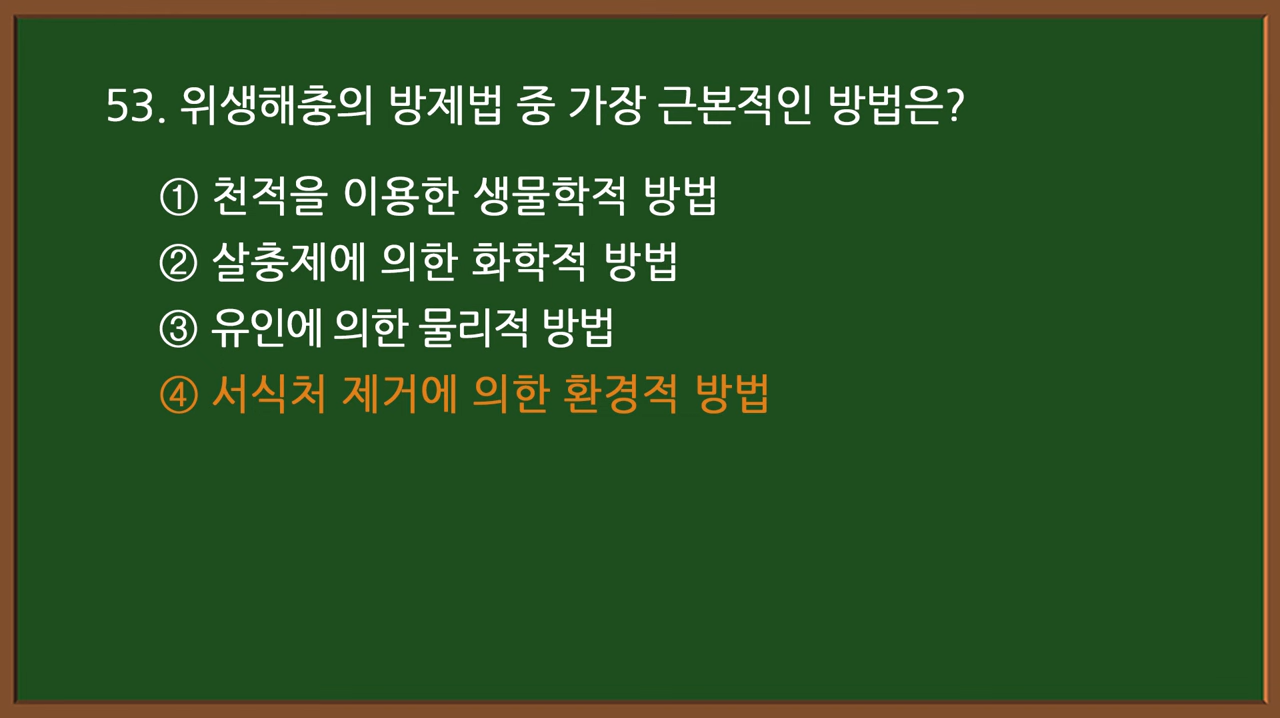 53. 위생해충의 방제법 중 가장 근본적인 방법은?
① 천적을 이용한 생물학적 방법
② 살충제에 의한 화학적 방법
③ 유인에 의한 물리적 방법
④ 서식처 제거에 의한 환경적 방법